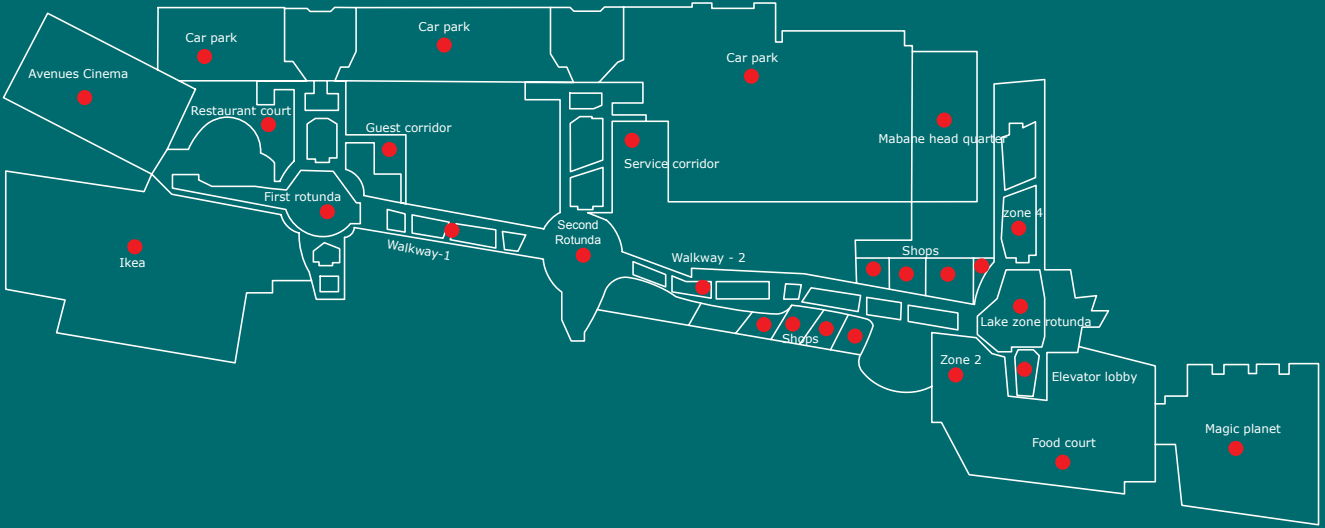 Car park
Car park
Car park
Avenues Cinema
Restaurant court
Guest corridor
Mabane head quarter
Service corridor
First rotunda
zone 4
Second
Rotunda
Walkway-1
Shops
Walkway - 2
Ikea
Lake zone rotunda
Shops
Zone 2
Elevator lobby
Magic planet
Food court